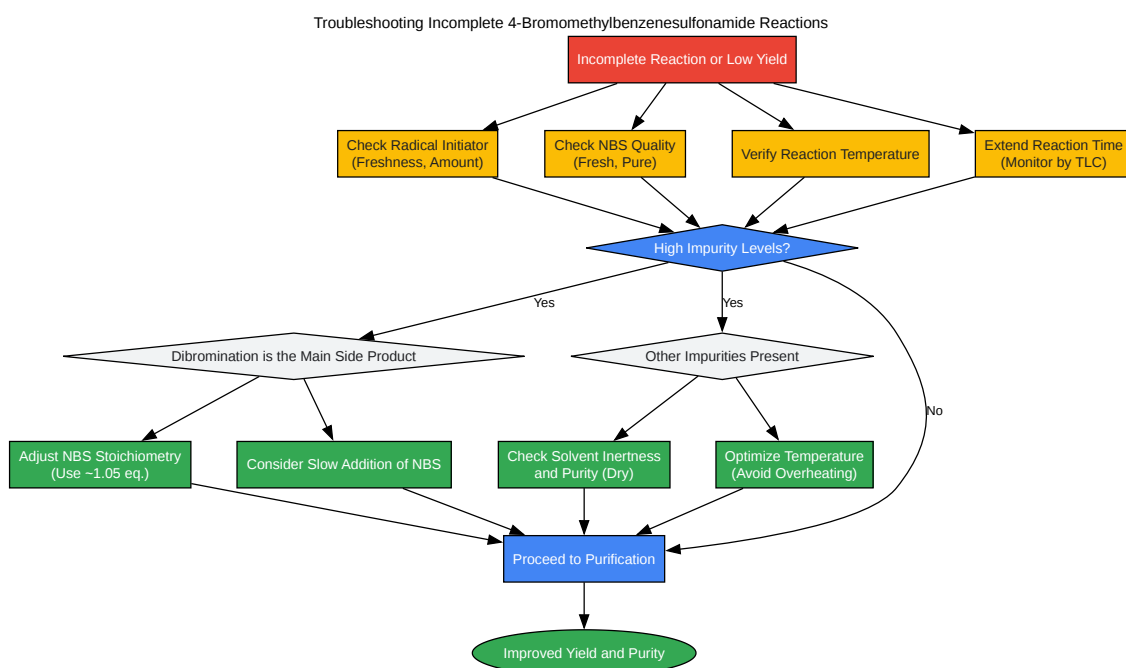 Troubleshooting Incomplete 4-Bromomethylbenzenesulfonamide Reactions
Incomplete Reaction or Low Yield
Check Radical Initiator
(Freshness, Amount)
Check NBS Quality
(Fresh, Pure)
Verify Reaction Temperature
Extend Reaction Time
(Monitor by TLC)
High Impurity Levels?
Yes
Yes
No
Dibromination is the Main Side Product
Other Impurities Present
Adjust NBS Stoichiometry
(Use ~1.05 eq.)
Consider Slow Addition of NBS
Check Solvent Inertness
and Purity (Dry)
Optimize Temperature
(Avoid Overheating)
Proceed to Purification
Improved Yield and Purity